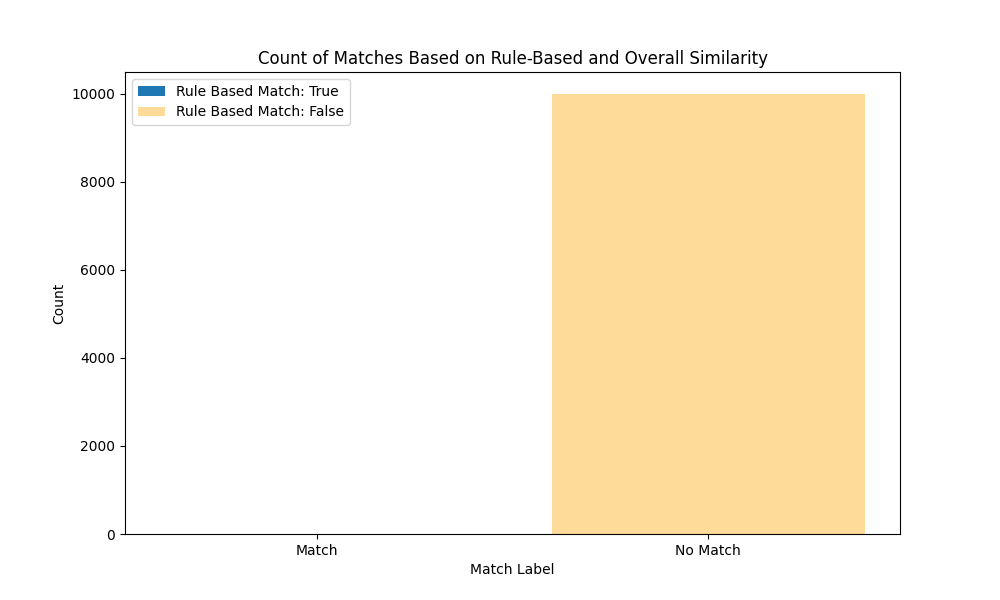 Count of Matches Based on Rule-Based and Overall Similarity
Rule Based Match: True
Rule Based Match: False
10000
8000
6000
4000
2000
0
Count
Match
No Match
Match Label